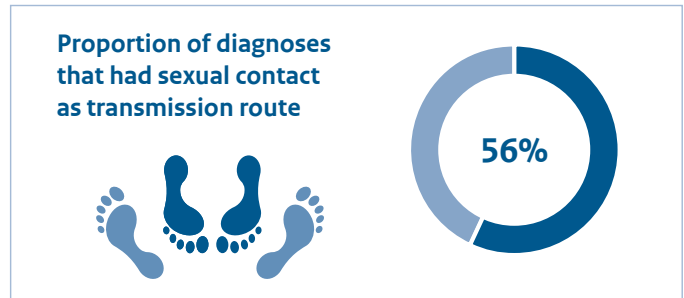 Proportion of diagnoses
that had sexual contact
as transmission route
56%